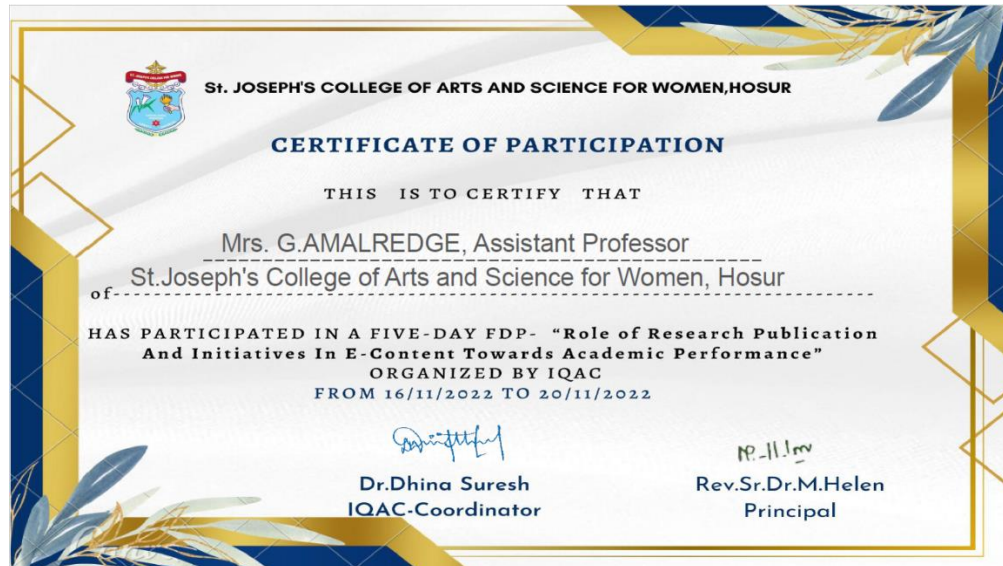 St. JOSEPH'S COLLEGE OF ARTS AND SCIENCE FOR WOMEN,HOSUR
CERTIFICATE OF PARTICIPATION
THIS IS TO CERTIFY THAT
Mrs. G.AMALREDGE, Assistant Professor
of St.Joseph's College of Arts and Science for Women, Hosur
HAS PARTICIPATED IN A FIVE-DAY FDP- "Role of Research Publication
And Initiatives In E-Content Towards Academic Performance"
ORGANIZED BY IQAC
FROM 16/11/2022 TO 20/11/2022
Dr.Dhina Suresh
IQAC-Coordinator
Rev.Sr.Dr.M.Helen
Principal